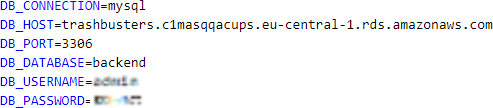 DB_CONNECTION=mysql
DB_HOST=trashbusters.c1masqqacups.eu-central-1.rds.amazonaws.com
DB_PORT=3306
DB_DATABASE=backend
DB_USERNAME=
DB_PASSWORD=